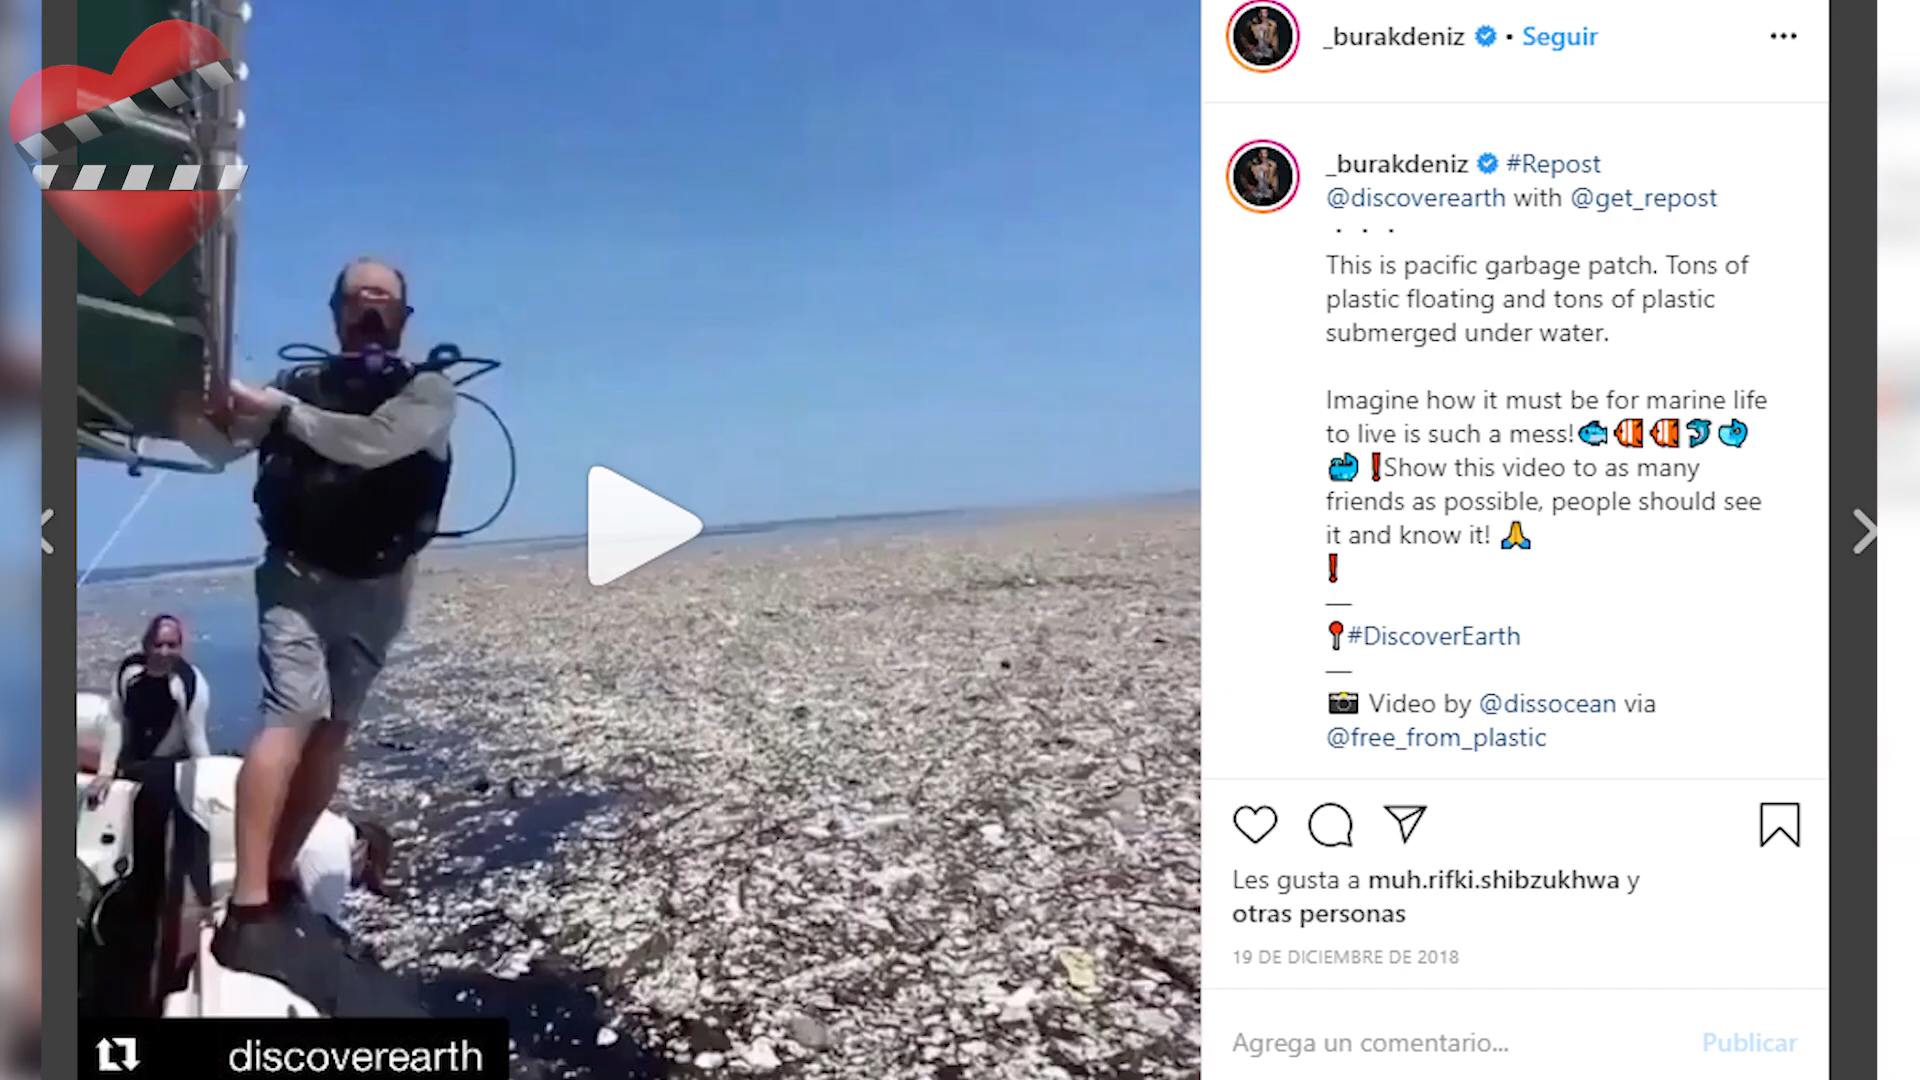 _burakdeniz • Seguir
_burakdeniz #Repost
@discoverearth with @get_repost
・・・
This is pacific garbage patch. Tons of
plastic floating and tons of plastic
submerged under water.
Imagine how it must be for marine life
to live is such a mess!🐟🐠🐠🐬🐳
🐋❗Show this video to as many
friends as possible, people should see
it and know it! 🙏
❗
—
📍#DiscoverEarth
—
📷 Video by @dissocean via
@free_from_plastic
Les gusta a muh.rifki.shibzukhwa y
otras personas
19 DE DICIEMBRE DE 2018
Agrega un comentario... Publicar
discoverearth